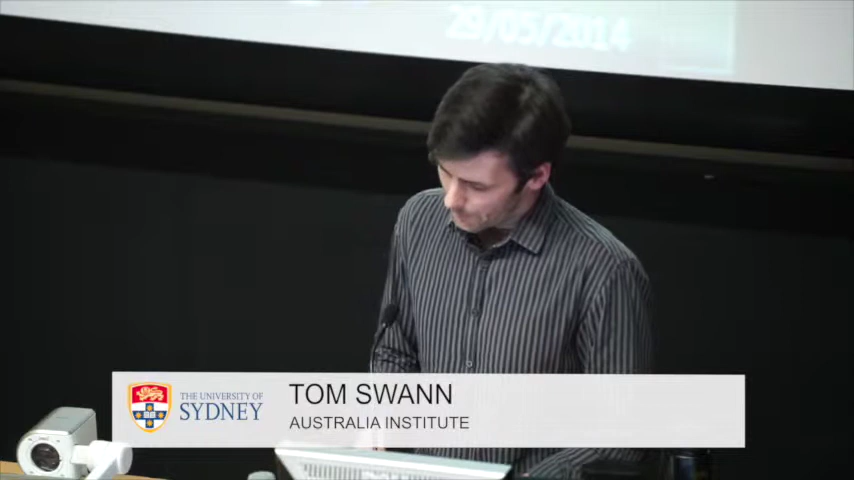 29/05/2014
THE UNIVERSITY OF
SYDNEY
TOM SWANN
AUSTRALIA INSTITUTE